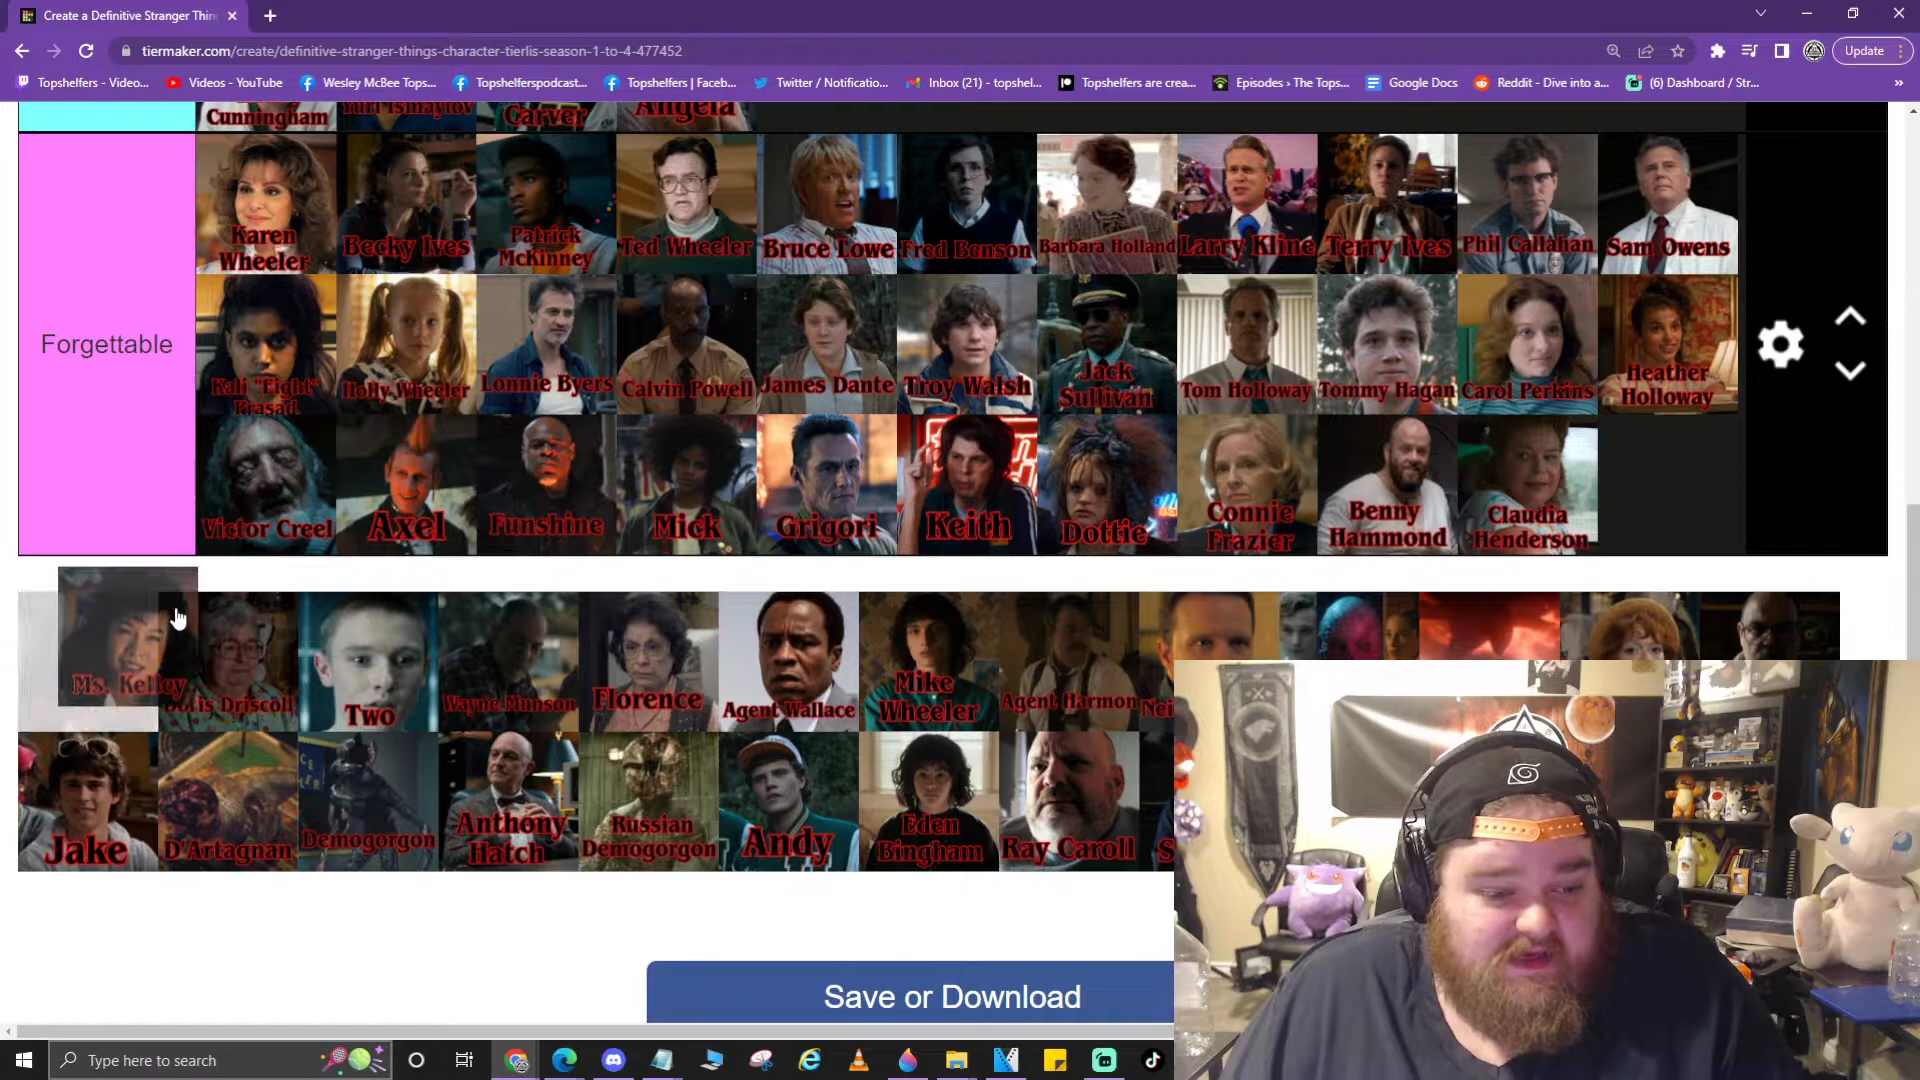 Create a Definitive Stranger Thin
tiermaker.com/create/definitive-stranger-things-character-tierlis-season-1-to-4-477452
Update
Topshelfers - Video...
Videos - YouTube
Wesley McBee Tops...
Topshelferspodcast...
Topshelfers | Faceb...
Twitter / Notificatio...
Inbox (21) - topshel...
Topshelfers are crea...
Episodes › The Tops...
Google Docs
Reddit - Dive into a...
(6) Dashboard / Str...
Cunningham
Yuri Ismaylov
Carver
Angela
Forgettable
Karen
Wheeler
Becky Ives
Patrick
McKinney
Ted Wheeler
Bruce Lowe
Fred Benson
Barbara Holland
Larry Kline
Terry Ives
Phil Callahan
Sam Owens
Kali "Eight"
Prasad
Holly Wheeler
Lonnie Byers
Calvin Powell
James Dante
Troy Walsh
Jack
Sullivan
Tom Holloway
Tommy Hagan
Carol Perkins
Heather
Holloway
Victor Creel
Axel
Funshine
Mick
Grigori
Keith
Dottie
Connie
Frazier
Benny
Hammond
Claudia
Henderson
Ms. Kelley
Driscoll
Two
Wayne Munson
Florence
Agent Wallace
Mike
Wheeler
Agent Harmon
Jake
D'Artagnan
Demogorgon
Anthony
Hatch
Russian
Demogorgon
Andy
Eden
Bingham
Ray Caroll
Save or Download
Type here to search